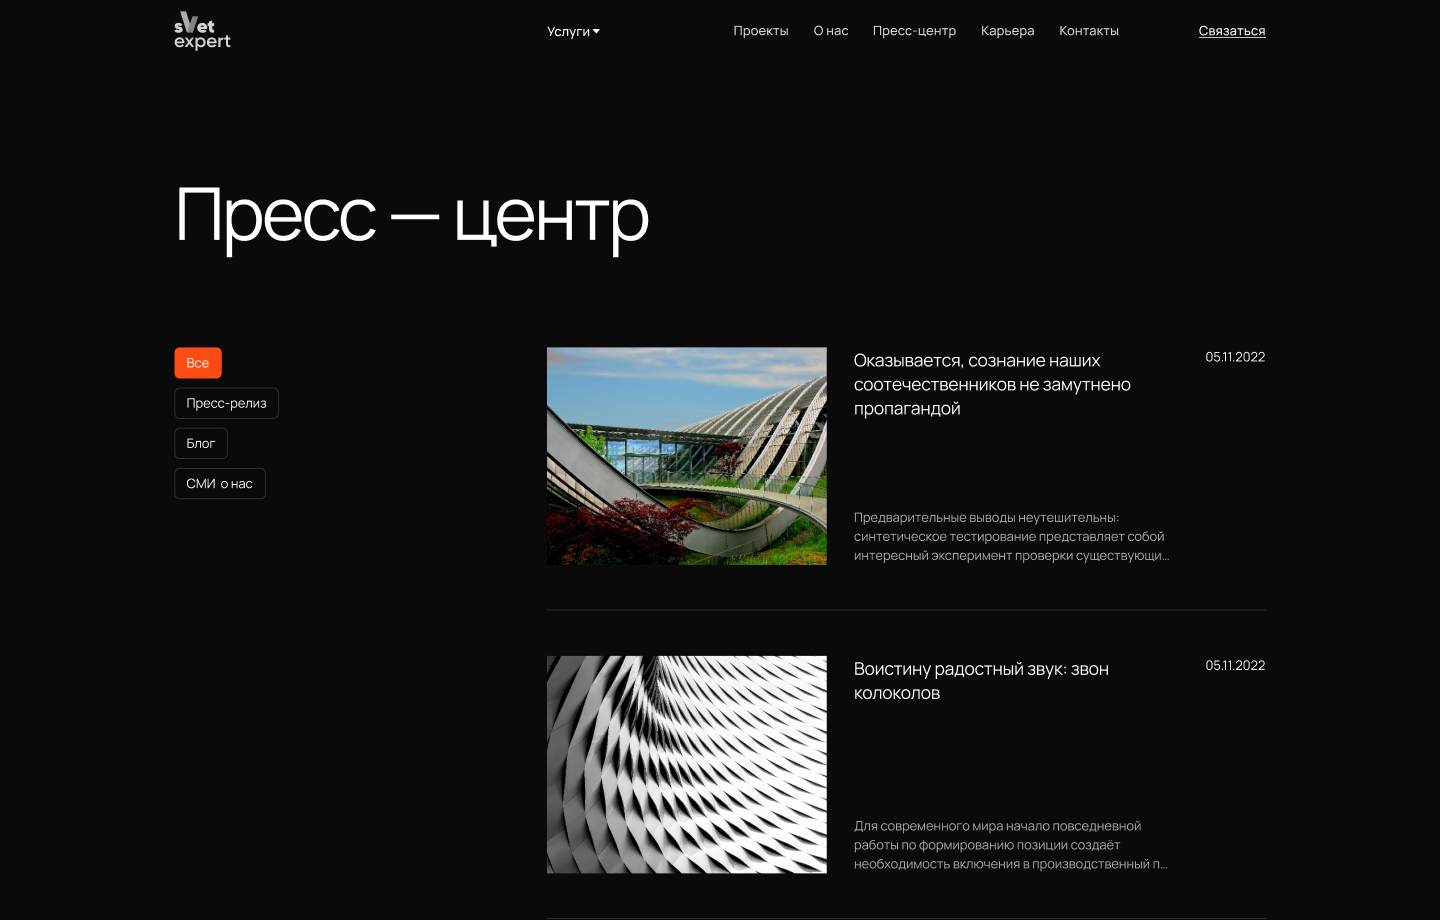 svet
expert
Услуги
Проекты
О нас
Пресс-центр
Карьера
Контакты
Связаться
Пресс — центр
Все
Пресс-релиз
Блог
СМИ о нас
Оказывается, сознание наших
соотечественников не замутнено
пропагандой
05.11.2022
Предварительные выводы неутешительны:
синтетическое тестирование представляет собой
интересный эксперимент проверки существующи...
Воистину радостный звук: звон
колоколов
05.11.2022
Для современного мира начало повседневной
работы по формированию позиции создаёт
необходимость включения в производственный п...